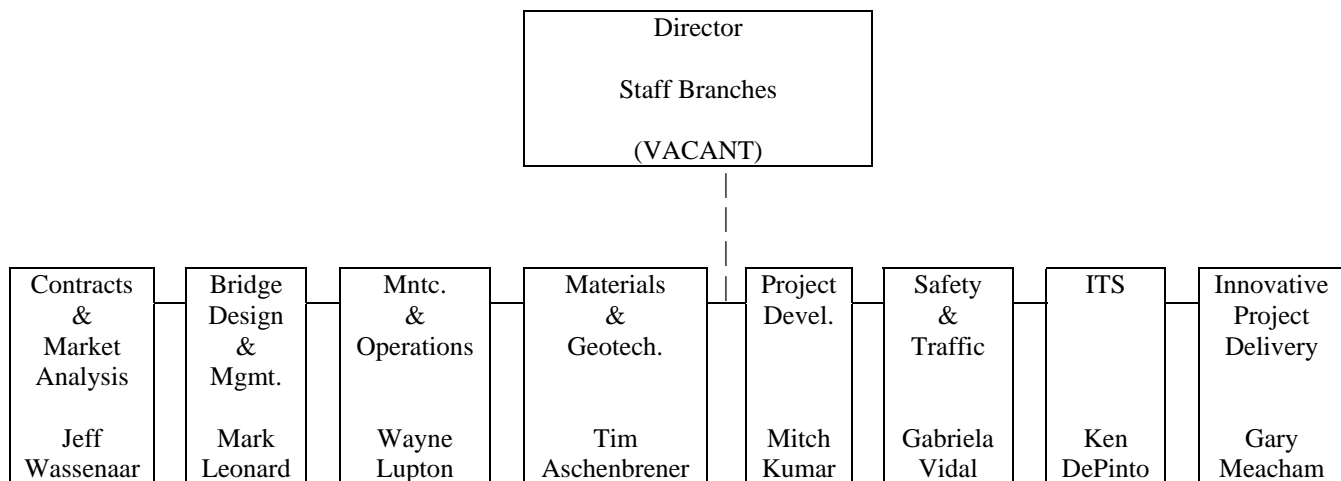 Director
Staff Branches
(VACANT)
Contracts
&
Market
Analysis
Jeff
Wassenaar
Bridge
Design
&
Mgmt.
Mark
Leonard
Mntc.
&
Operations
Wayne
Lupton
Materials
&
Geotech.
Tim
Aschenbrener
Project
Devel.
Mitch
Kumar
Safety
&
Traffic
Gabriela
Vidal
ITS
Ken
DePinto
Innovative
Project
Delivery
Gary
Meacham